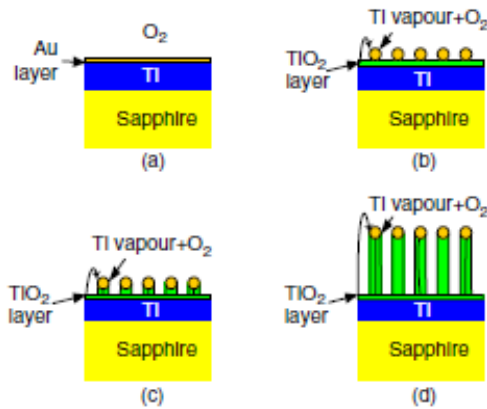 O2
Au
layer
TI
Sapphire
(a)
TI vapour+O2
TIO2
layer
TI
Sapphire
(b)
TI vapour+O2
TIO2
layer
TI
Sapphire
(c)
TI vapour+O2
TIO2
layer
TI
Sapphire
(d)